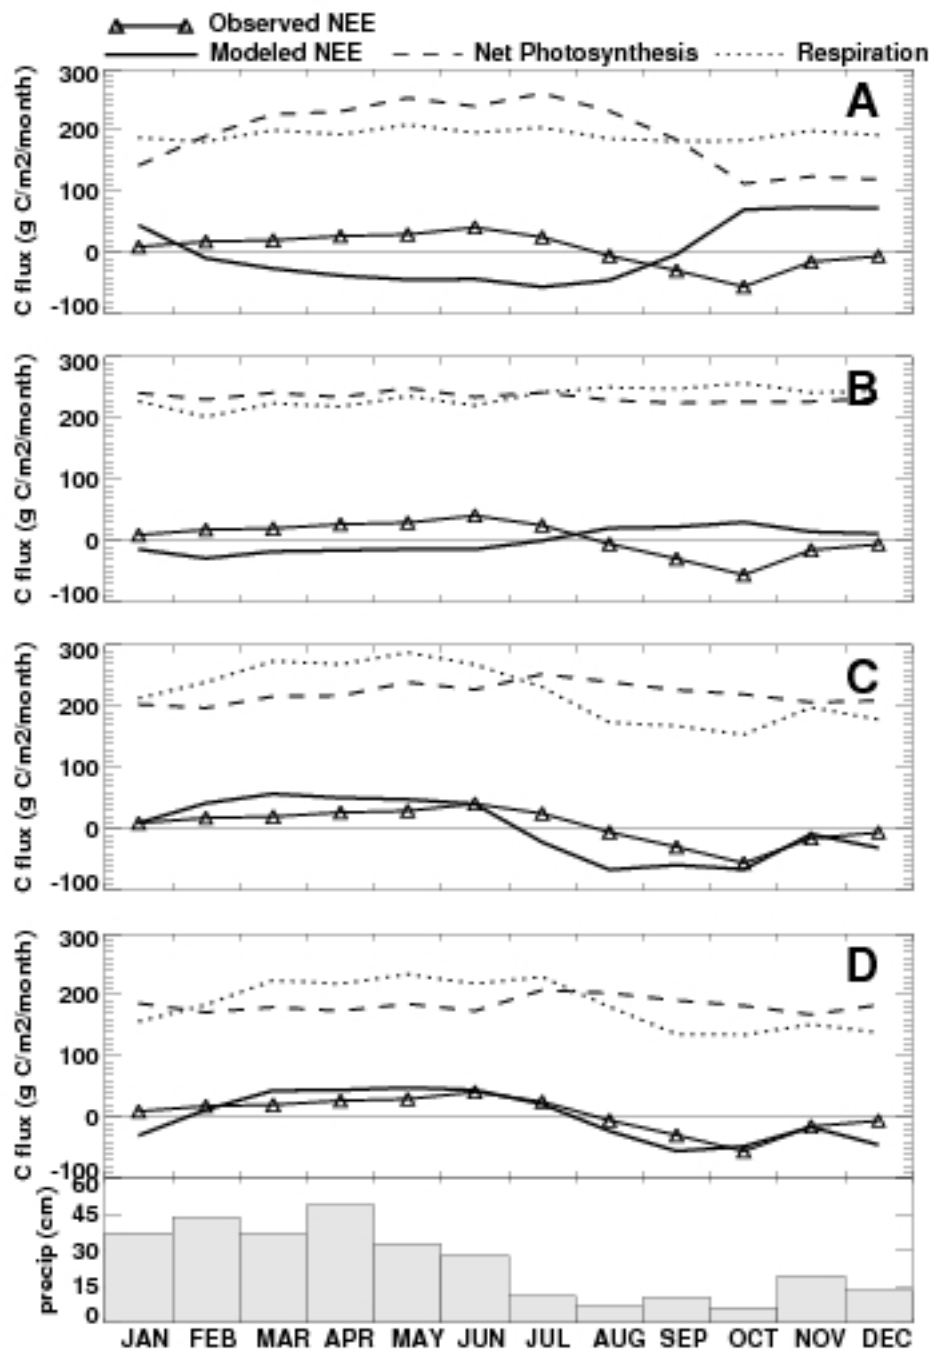 Observed NEE
Modeled NEE Net Photosynthesis Respiration
300
200
100
0
-100
C flux (g C/m2/month)
A
300
200
100
0
-100
C flux (g C/m2/month)
B
300
200
100
0
-100
C flux (g C/m2/month)
C
300
200
100
0
-100
C flux (g C/m2/month)
D
60
45
30
15
0
precip (cm)
JAN FEB MAR APR MAY JUN JUL AUG SEP OCT NOV DEC